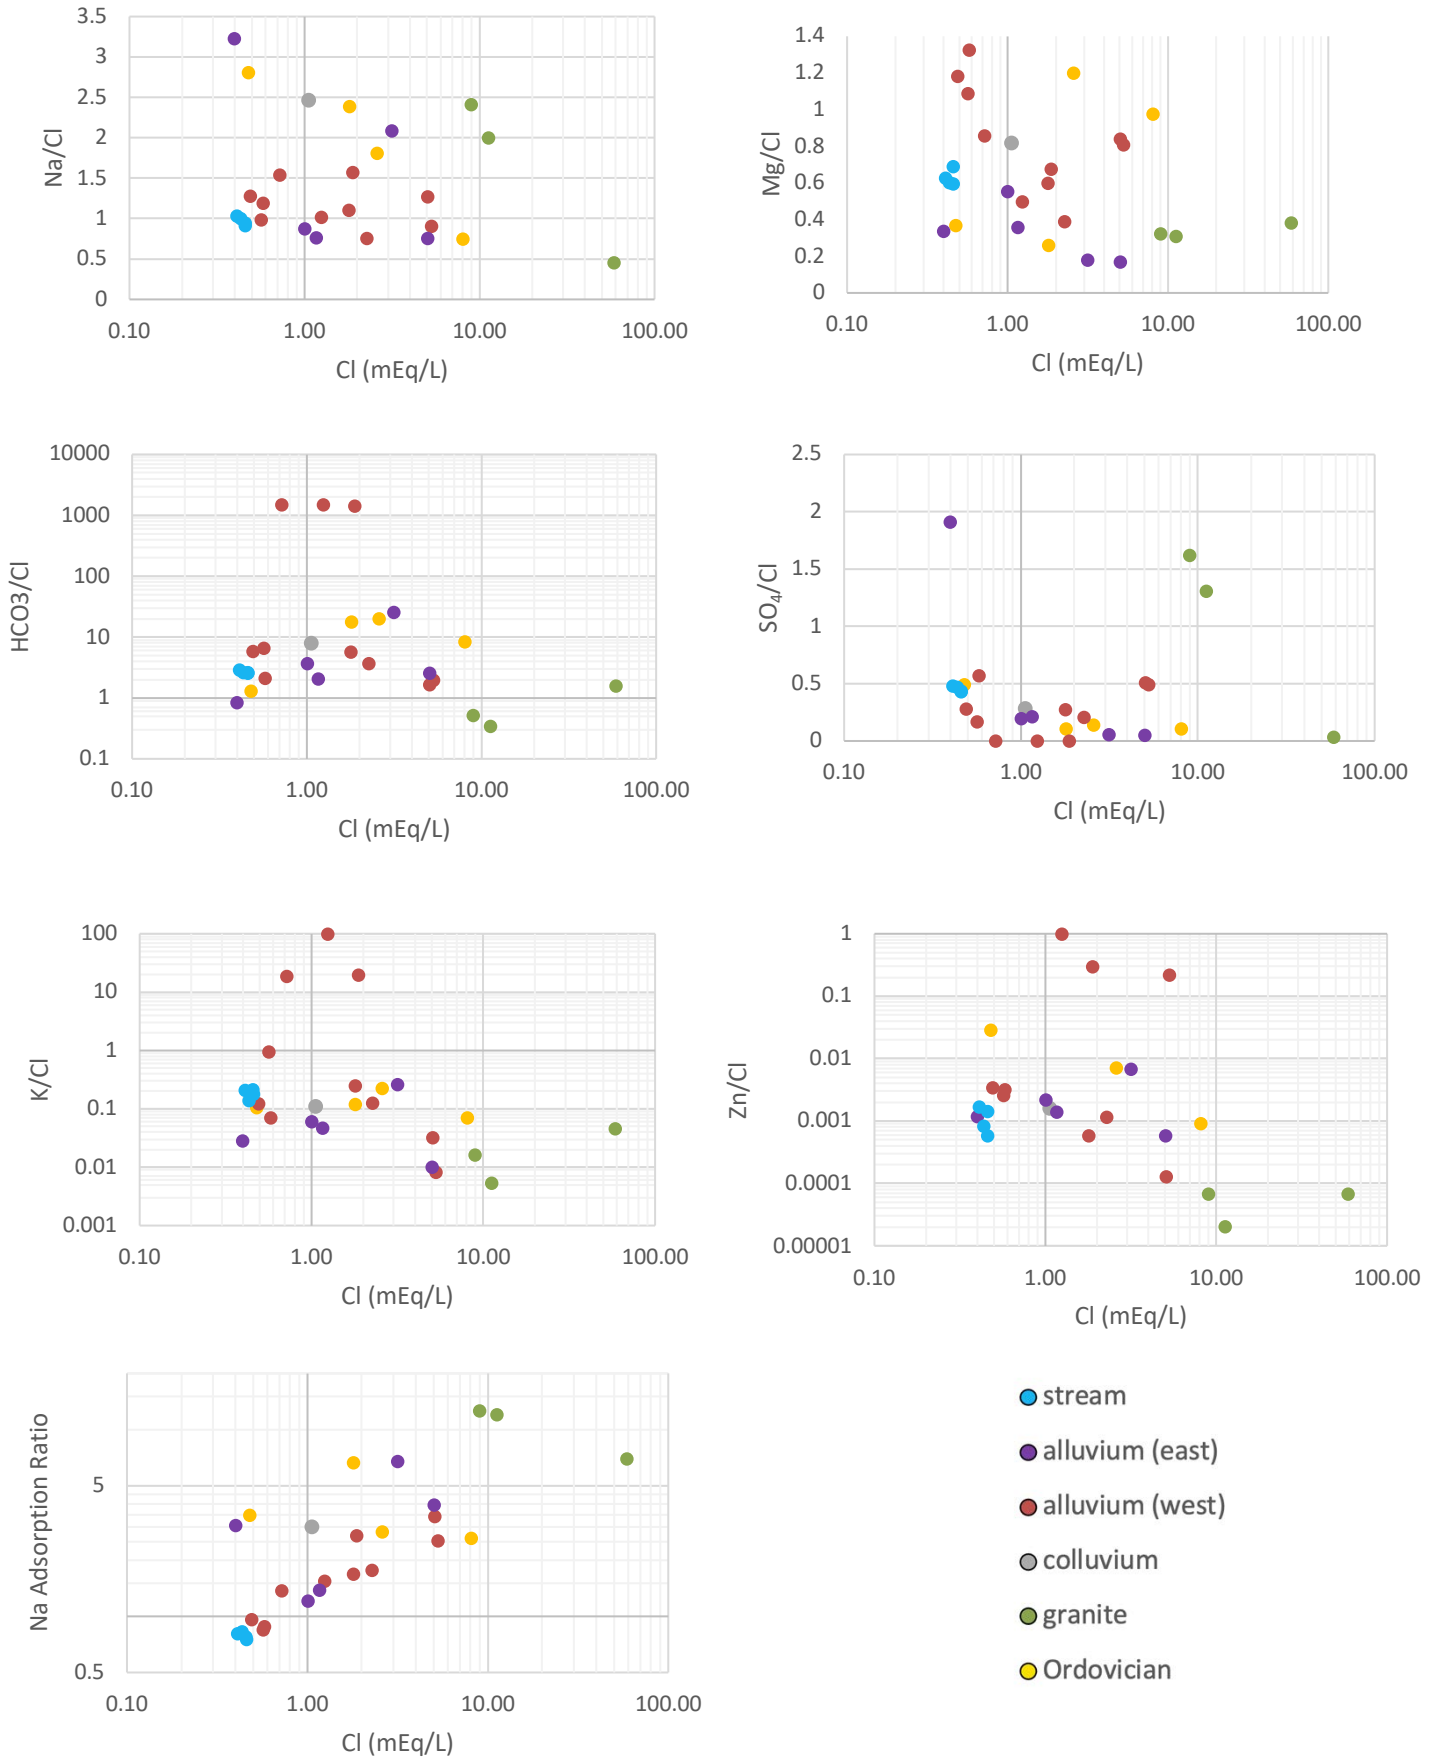 Na/Cl
3.5
3
2.5
2
1.5
1
0.5
0
0.10 1.00 10.00 100.00
Cl (mEq/L)
Mg/Cl
1.4
1.2
1
0.8
0.6
0.4
0.2
0
0.10 1.00 10.00 100.00
Cl (mEq/L)
HCO3/Cl
10000
1000
100
10
1
0.1
0.10 1.00 10.00 100.00
Cl (mEq/L)
SO₄/Cl
2.5
2
1.5
1
0.5
0
0.10 1.00 10.00 100.00
Cl (mEq/L)
K/Cl
100
10
1
0.1
0.01
0.001
0.10 1.00 10.00 100.00
Cl (mEq/L)
Zn/Cl
1
0.1
0.01
0.001
0.0001
0.00001
0.10 1.00 10.00 100.00
Cl (mEq/L)
Na Adsorption Ratio
5
0.5
0.10 1.00 10.00 100.00
Cl (mEq/L)
stream
alluvium (east)
alluvium (west)
colluvium
granite
Ordovician